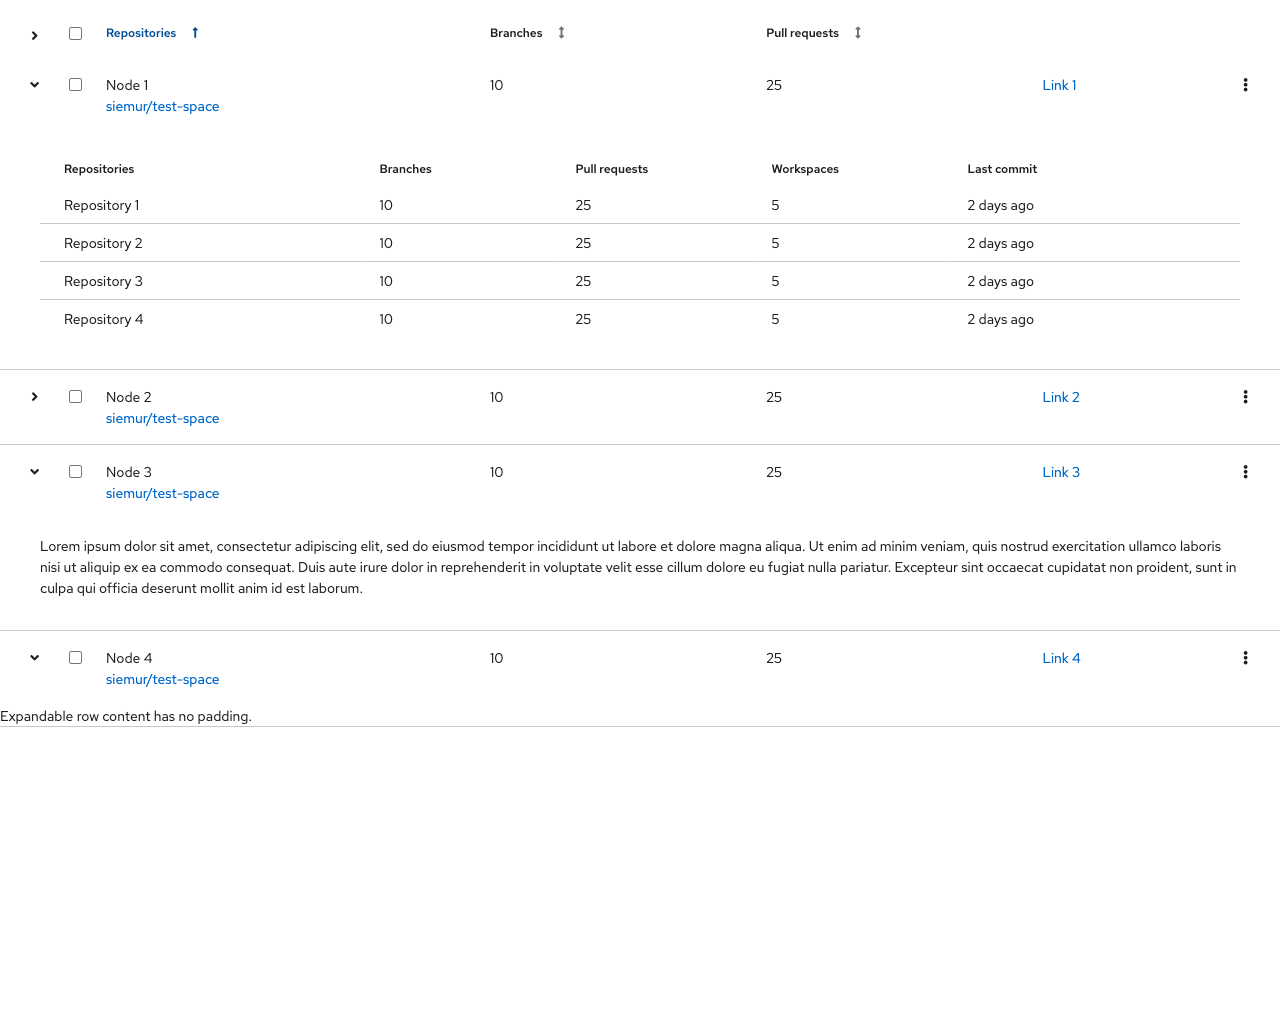 Repositories Branches Pull requests
Node 1 10 25 Link 1
siemur/test-space
Repositories Branches Pull requests Workspaces Last commit
Repository 1 10 25 5 2 days ago
Repository 2 10 25 5 2 days ago
Repository 3 10 25 5 2 days ago
Repository 4 10 25 5 2 days ago
Node 2 10 25 Link 2
siemur/test-space
Node 3 10 25 Link 3
siemur/test-space
Lorem ipsum dolor sit amet, consectetur adipiscing elit, sed do eiusmod tempor incididunt ut labore et dolore magna aliqua. Ut enim ad minim veniam, quis nostrud exercitation ullamco laboris
nisi ut aliquip ex ea commodo consequat. Duis aute irure dolor in reprehenderit in voluptate velit esse cillum dolore eu fugiat nulla pariatur. Excepteur sint occaecat cupidatat non proident, sunt in
culpa qui officia deserunt mollit anim id est laborum.
Node 4 10 25 Link 4
siemur/test-space
Expandable row content has no padding.